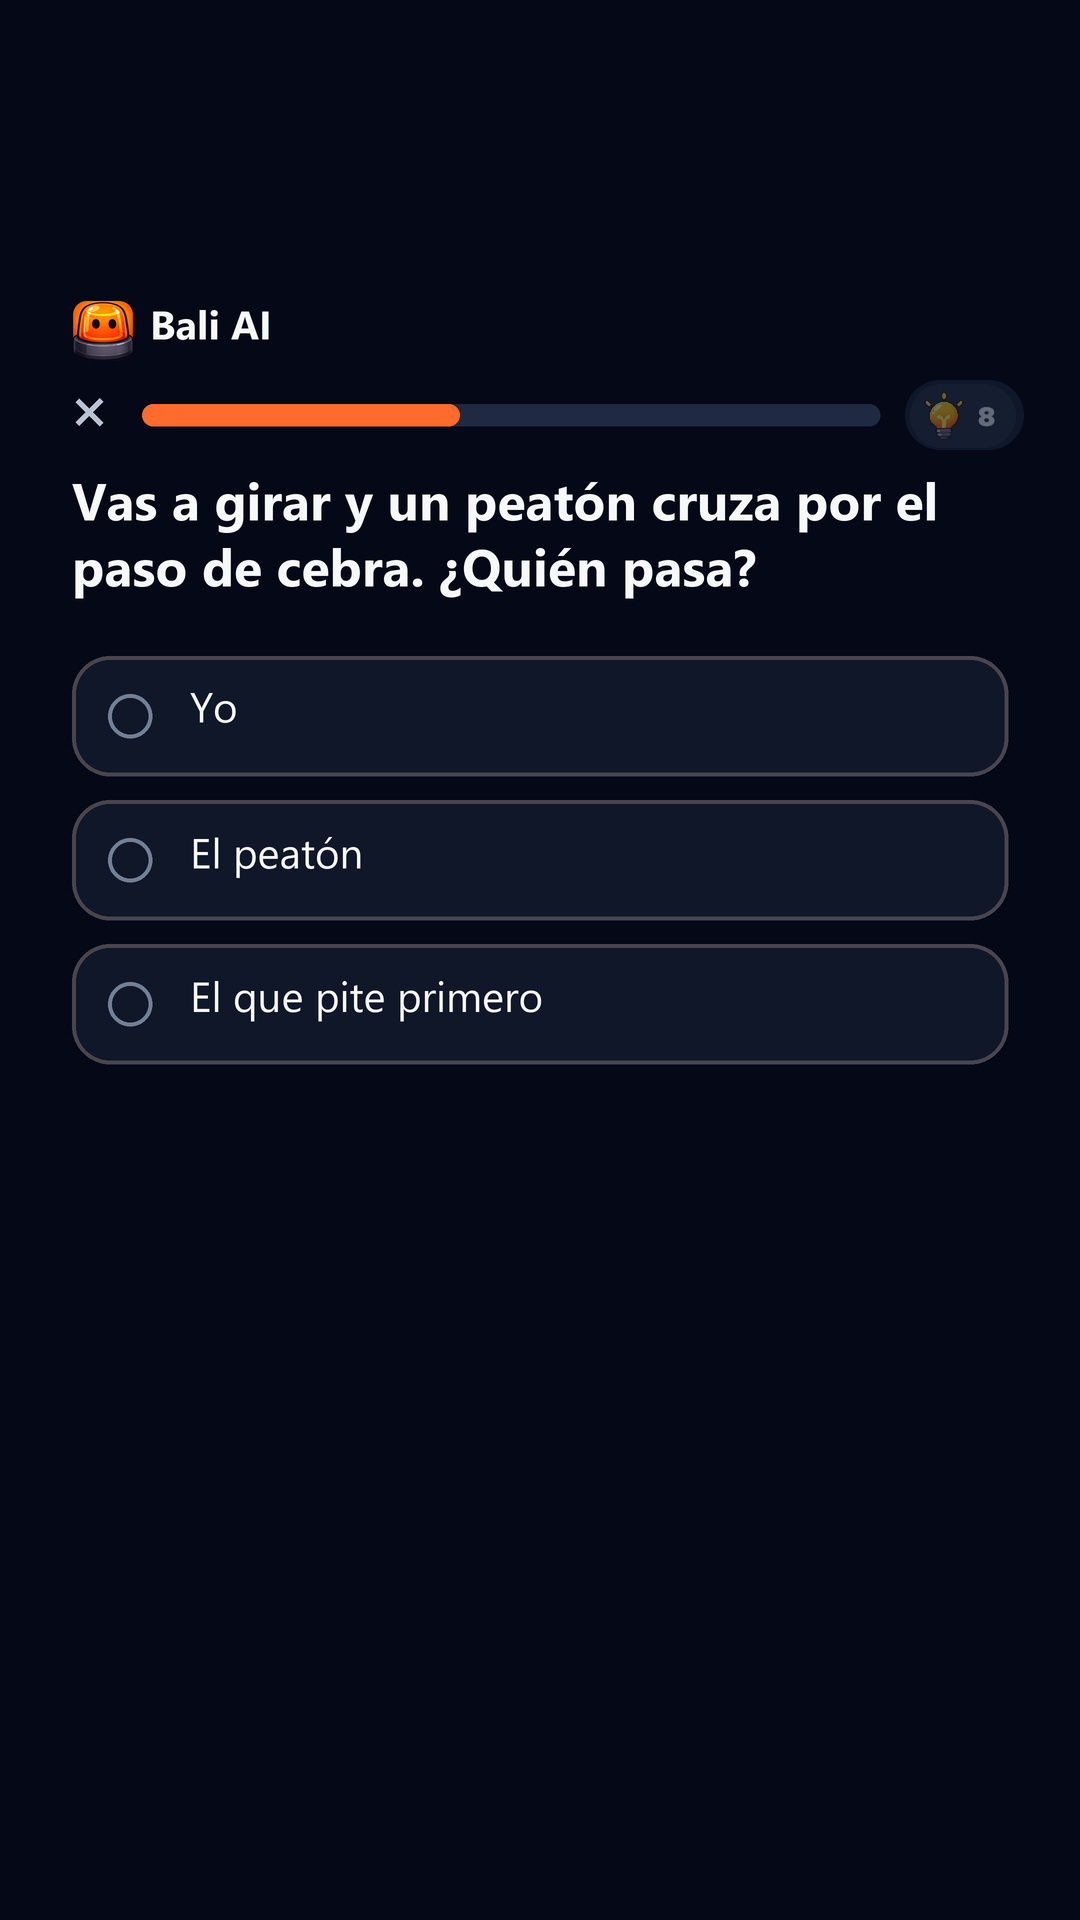 Bali AI
8
Vas a girar y un peatón cruza por el
paso de cebra. ¿Quién pasa?
Yo
El peatón
El que pite primero